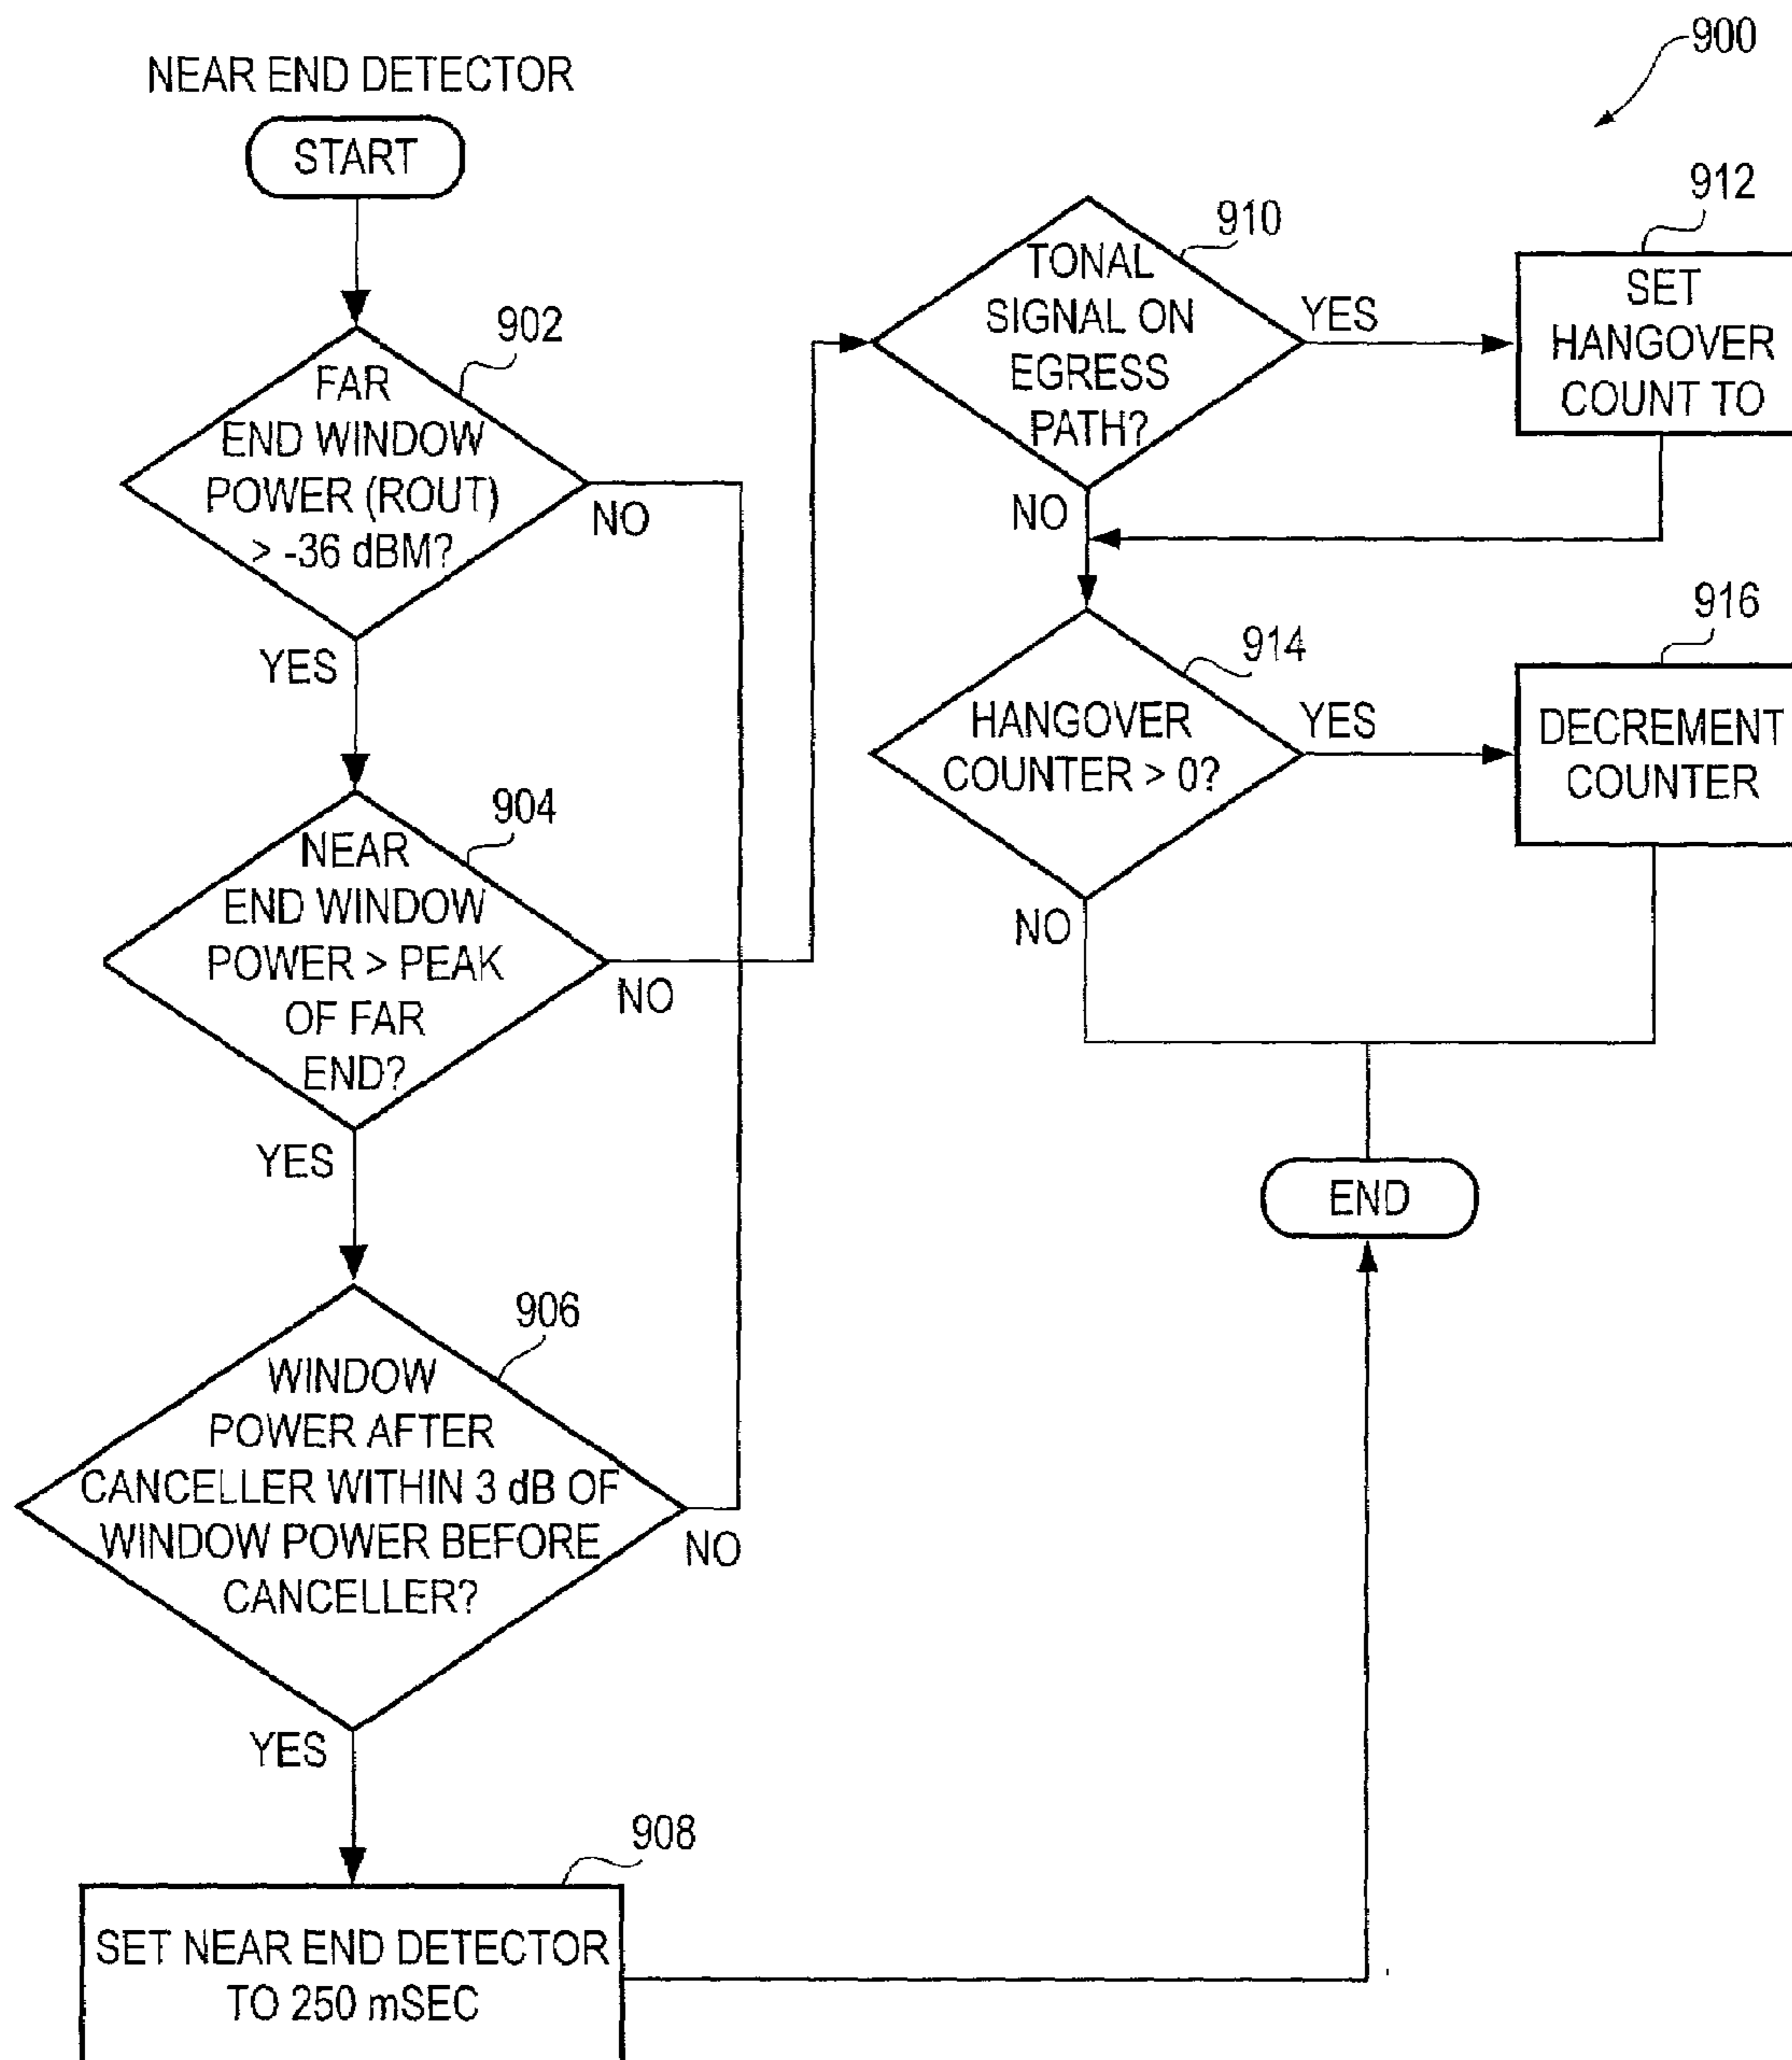 900
NEAR END DETECTOR
START
902
FAR
END WINDOW
POWER (ROUT)
> -36 dBM?
NO
YES
904
NEAR
END WINDOW
POWER > PEAK
OF FAR
END?
NO
YES
906
WINDOW
POWER AFTER
CANCELLER WITHIN 3 dB OF
WINDOW POWER BEFORE
CANCELLER?
NO
YES
908
SET NEAR END DETECTOR
TO 250 mSEC
910
TONAL
SIGNAL ON
EGRESS
PATH?
YES
NO
912
SET
HANGOVER
COUNT TO
914
HANGOVER
COUNTER > 0?
YES
NO
916
DECREMENT
COUNTER
END